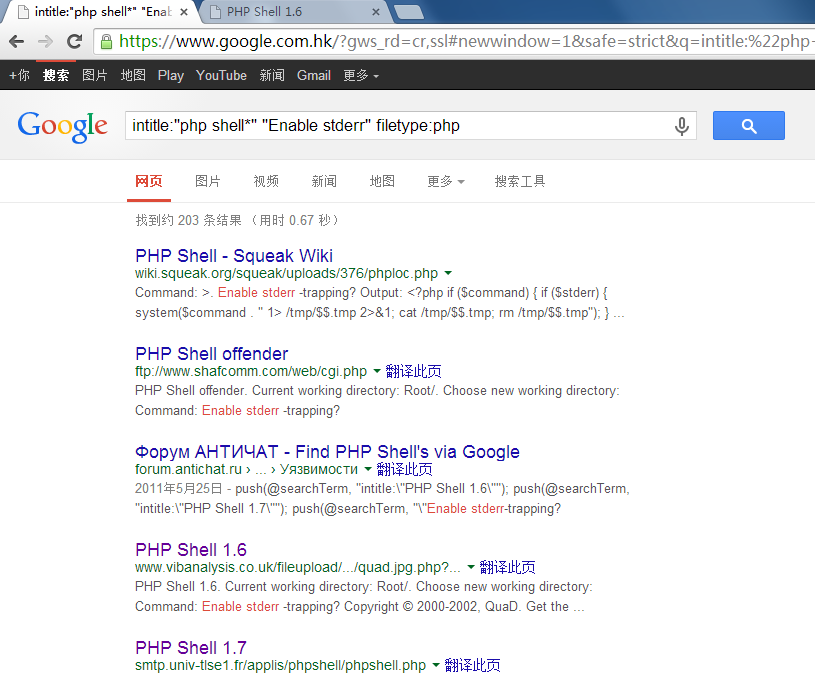 intitle:"php shell*" "Enab
PHP Shell 1.6
https://www.google.com.hk/?gws_rd=cr,ssl#newwindow=1&safe=strict&q=intitle:%22php-
+你 搜索 图片 地图 Play YouTube 新闻 Gmail 更多
Google
intitle:"php shell*" "Enable stderr" filetype:php
网页 图片 视频 新闻 地图 更多 搜索工具
找到约 203 条结果 （用时 0.67 秒）
PHP Shell - Squeak Wiki
wiki.squeak.org/squeak/uploads/376/phploc.php
Command: >. Enable stderr -trapping? Output: <?php if ($command) { if ($stderr) {
system($command . " 1> /tmp/$$.tmp 2>&1; cat /tmp/$$.tmp; rm /tmp/$$.tmp"); } ...
PHP Shell offender
ftp://www.shafcomm.com/web/cgi.php 翻译此页
PHP Shell offender. Current working directory: Root/. Choose new working directory:
Command: Enable stderr -trapping?
Форум АНТИЧАТ - Find PHP Shell's via Google
forum.antichat.ru › ... › Уязвимости 翻译此页
2011年5月25日 - push(@searchTerm, "intitle:\"PHP Shell 1.6\""); push(@searchTerm,
"intitle:\"PHP Shell 1.7\""); push(@searchTerm, "\"Enable stderr-trapping?
PHP Shell 1.6
www.vibanalysis.co.uk/fileupload/.../quad.jpg.php?... 翻译此页
PHP Shell 1.6. Current working directory: Root/. Choose new working directory:
Command: Enable stderr -trapping? Copyright © 2000-2002, QuaD. Get the ...
PHP Shell 1.7
smtp.univ-tlse1.fr/applis/phpshell/phpshell.php 翻译此页